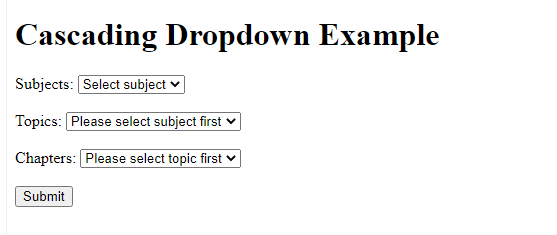 Cascading Dropdown Example
Subjects: Select subject
Topics: Please select subject first
Chapters: Please select topic first
Submit